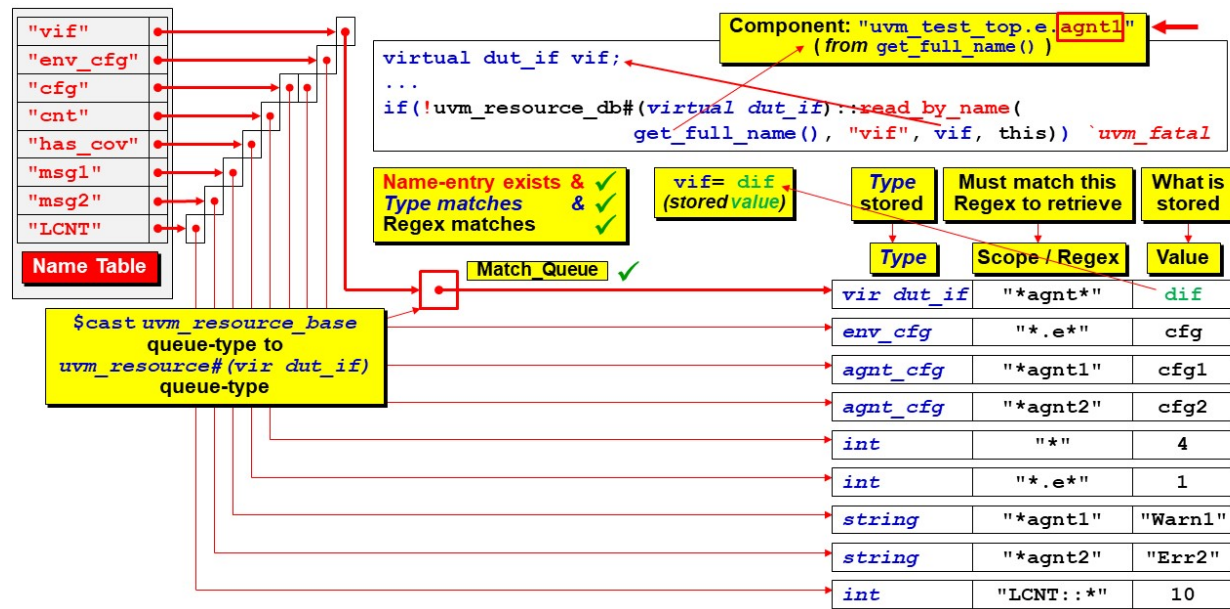 "vif"
"env_cfg"
"cfg"
"cnt"
"has_cov"
"msg1"
"msg2"
"LCNT"
Name Table
Component: "uvm_test_top.e.agnt1"
( from get_full_name() )
virtual dut_if vif;
...
if(!uvm_resource_db#(virtual dut_if)::read_by_name(
get_full_name(), "vif", vif, this)) `uvm_fatal
Name-entry exists & ✓
Type matches & ✓
Regex matches ✓
vif= dif
(stored value)
Type
stored
Must match this
Regex to retrieve
What is
stored
Match_Queue ✓
$cast uvm_resource_base
queue-type to
uvm_resource#(vir dut_if)
queue-type
Type Scope / Regex Value
vir dut_if "*agnt*" dif
env_cfg "*.e*" cfg
agnt_cfg "*agnt1" cfg1
agnt_cfg "*agnt2" cfg2
int "*" 4
int "*.e*" 1
string "*agnt1" "Warn1"
string "*agnt2" "Err2"
int "LCNT::*" 10